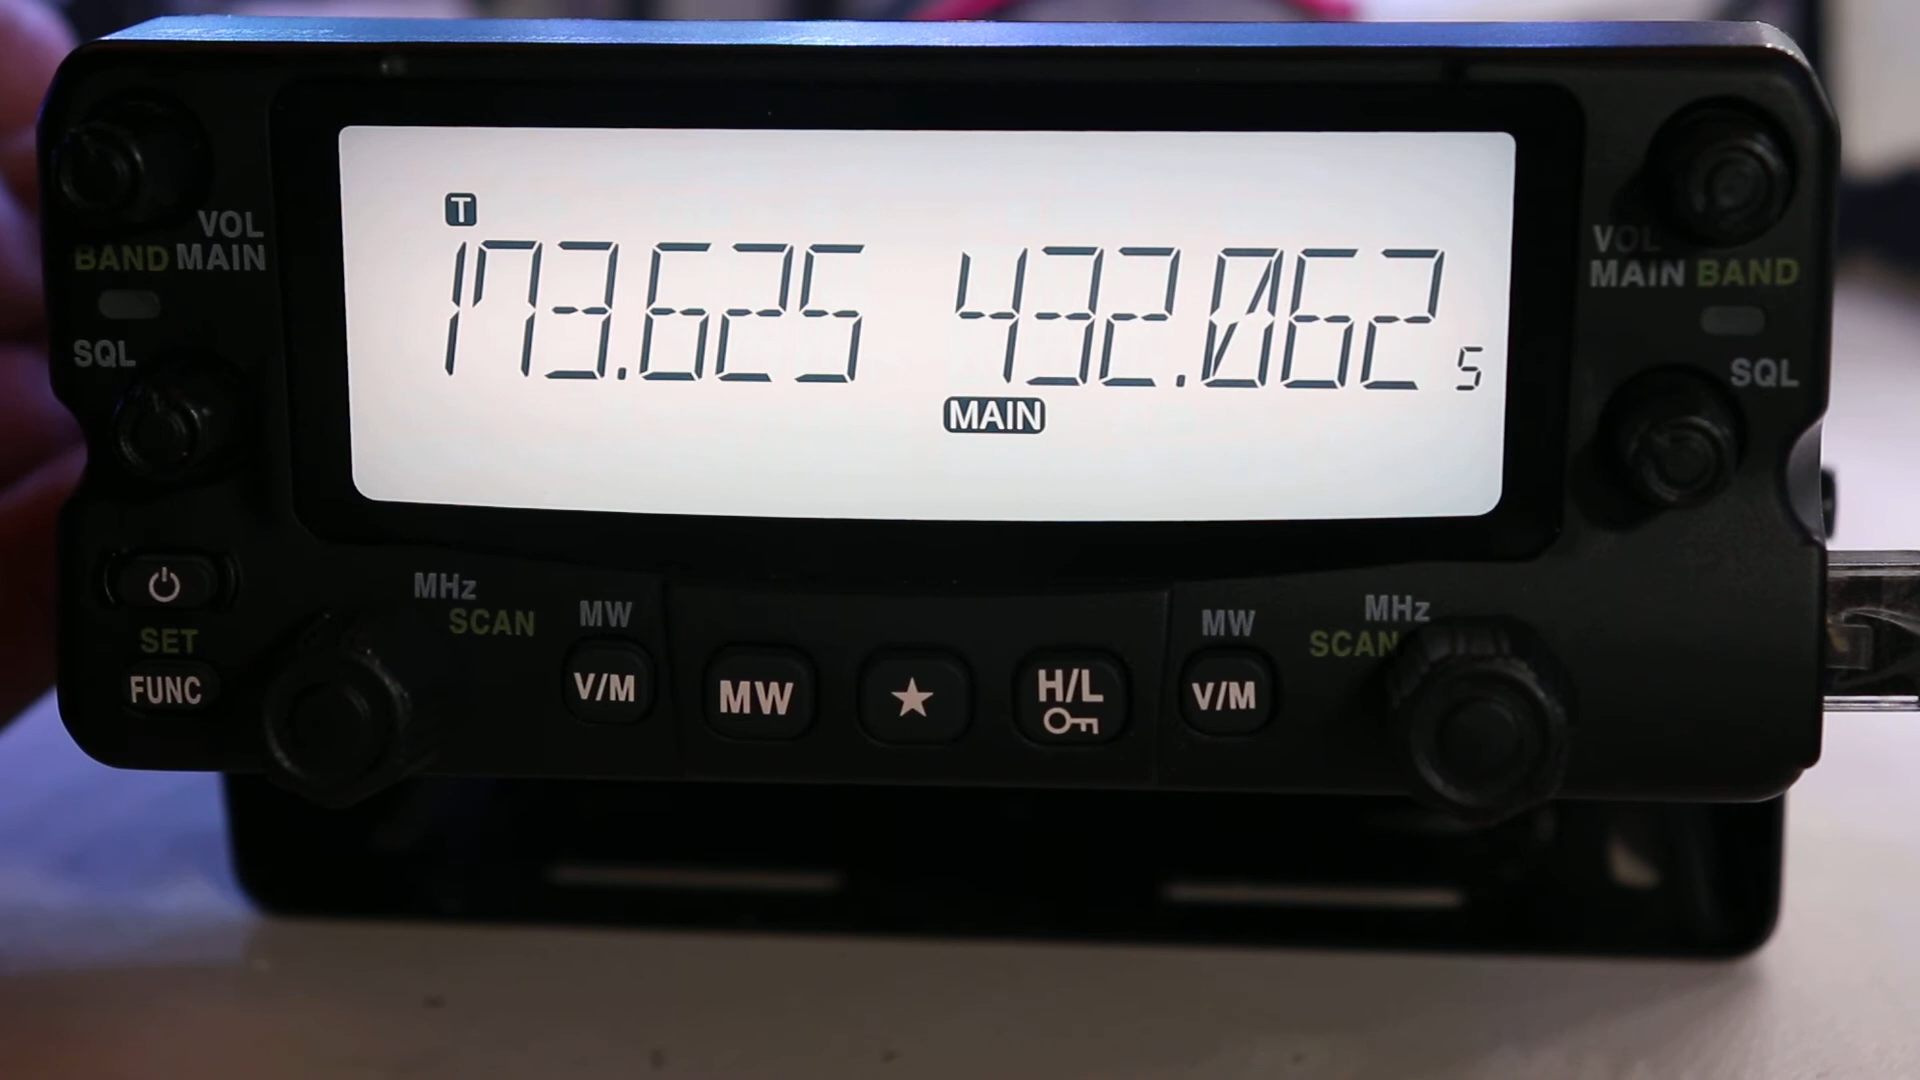 T
173.625 432.062 5
MAIN
VOL
BAND MAIN
SQL
VOL
MAIN BAND
SQL
SET
FUNC
MHz
SCAN
MW
V/M
MW
★
H/L
MW
V/M
MHz
SCAN